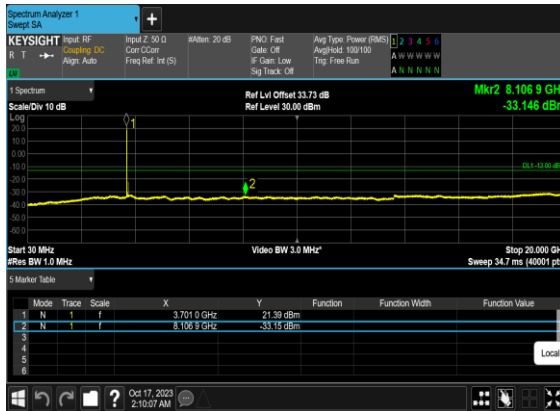 Spectrum Analyzer 1
Swept SA
+
KEYSIGHT Input: RF Input Z: 50 Ω #Atten: 20 dB PNO: Fast Avg Type: Power (RMS) 1 2 3 4 5 6
R T Coupling: DC Corr CCorr Gate: Off Avg|Hold: 100/100 A W W W W W
Align: Auto Freq Ref: Int (S) IF Gain: Low Trig: Free Run
Sig Track: Off A N N N N N
1 Spectrum Ref Lvl Offset 33.73 dB Mkr2 8.106 9 GH
Scale/Div 10 dB Ref Level 30.00 dBm -33.146 dB
Log
20.0 1
10.0
0.00
-10.0 DL1 -13.00 dB
-20.0 2
-30.0
-40.0
-50.0
-60.0
Start 30 MHz Video BW 3.0 MHz* Stop 20.000 GH
#Res BW 1.0 MHz Sweep 34.7 ms (40001 pt
5 Marker Table
Mode Trace Scale X Y Function Function Width Function Value
1 N 1 f 3.701 0 GHz 21.39 dBm
2 N 1 f 8.106 9 GHz -33.15 dBm
3
4
5 Local
6
? Oct 17, 2023
2:10:07 AM